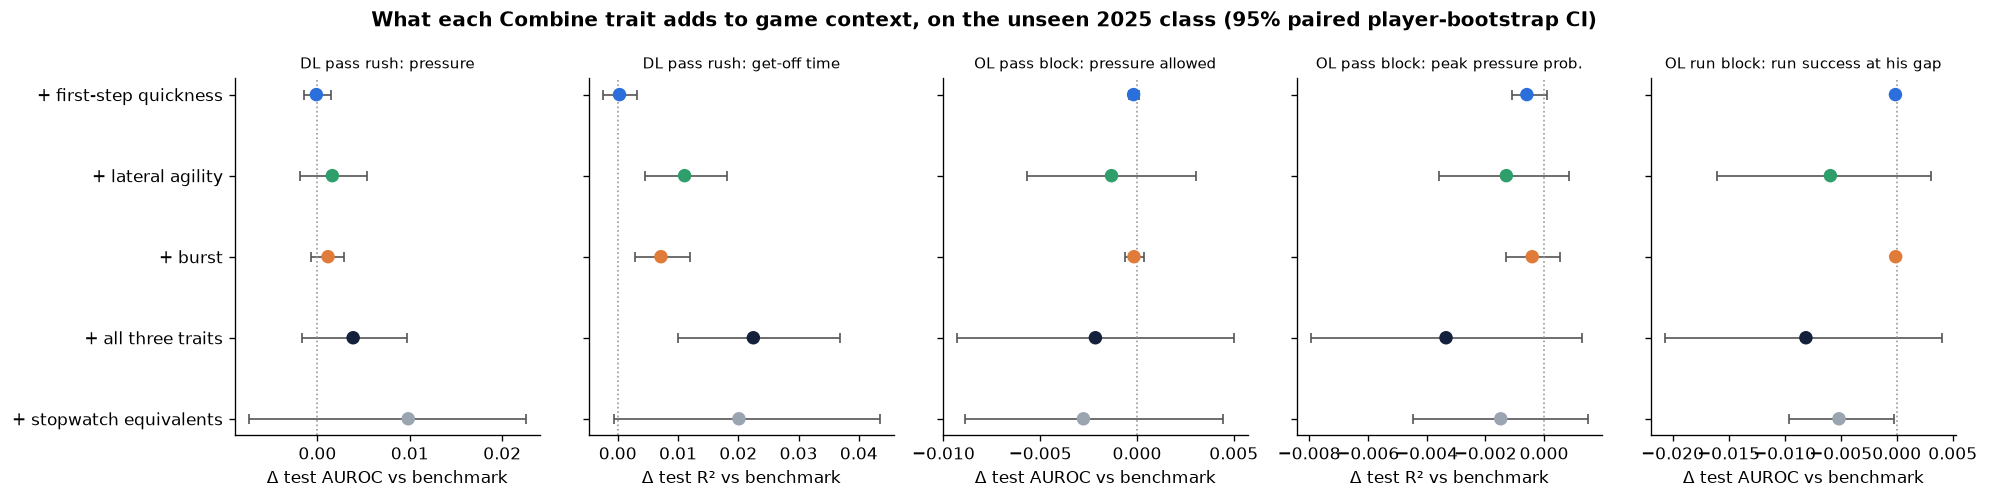 What each Combine trait adds to game context, on the unseen 2025 class (95% paired player-bootstrap CI)
DL pass rush: pressure
DL pass rush: get-off time
OL pass block: pressure allowed
OL pass block: peak pressure prob.
OL run block: run success at his gap
+ first-step quickness
+ lateral agility
+ burst
+ all three traits
+ stopwatch equivalents
0.00 0.01 0.02
0.00 0.01 0.02 0.03 0.04
−0.010 −0.005 0.000 0.005
−0.008 −0.006 −0.004 −0.002 0.000
−0.020 −0.015 −0.010 −0.005 0.000 0.005
Δ test AUROC vs benchmark
Δ test R² vs benchmark
Δ test AUROC vs benchmark
Δ test R² vs benchmark
Δ test AUROC vs benchmark